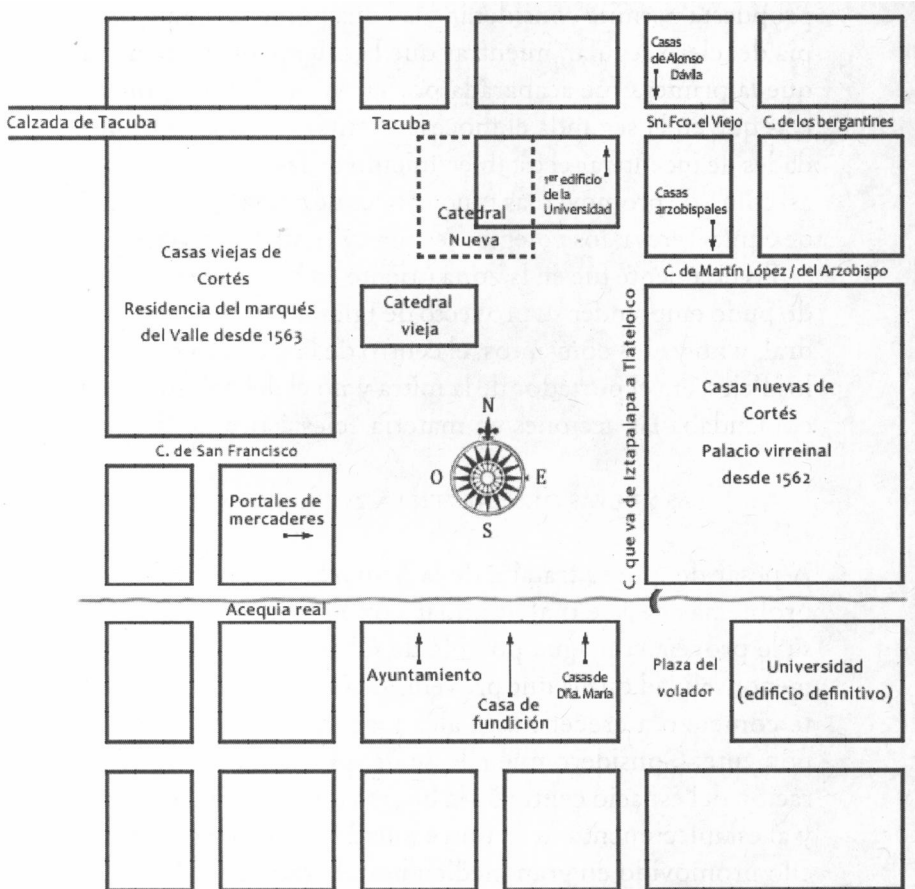 Casas
de Alonso
Dávila
Calzada de Tacuba
Tacuba
Sn. Fco. el Viejo
C. de los bergantines
1er edificio
de la
Universidad
Catedral
Nueva
Casas
arzobispales
Casas viejas de
Cortés
Residencia del marqués
del Valle desde 1563
C. de Martín López / del Arzobispo
Catedral
vieja
C. que va de Iztapalapa a Tlatelolco
Casas nuevas de
Cortés
Palacio virreinal
desde 1562
N
O
E
S
C. de San Francisco
Portales de
mercaderes
Acequia real
Ayuntamiento
Casa de
fundición
Casas de
Dña. María
Plaza del
volador
Universidad
(edificio definitivo)